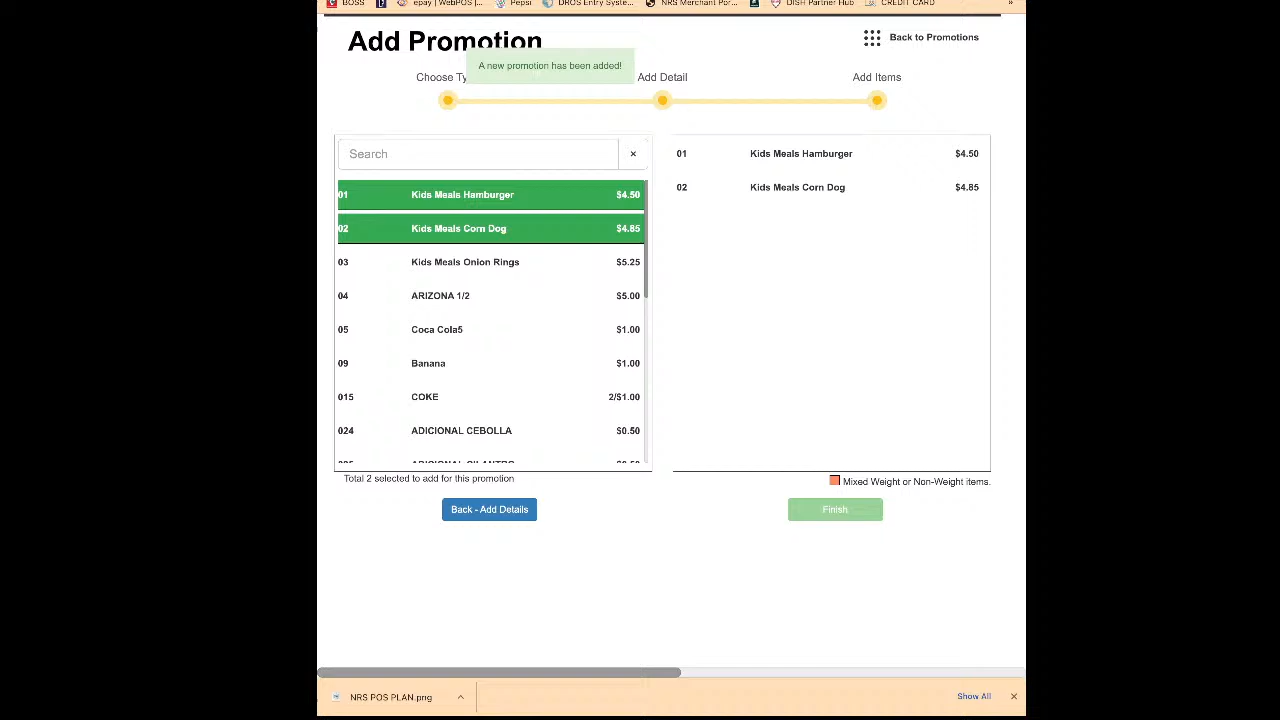 BOSS epay | WebPOS |... Pepsi DROS Entry Syste... NRS Merchant Por... DISH Partner Hub CREDIT CARD »
Add Promotion
Back to Promotions
A new promotion has been added!
Choose Ty Add Detail Add Items
Search ×
01 Kids Meals Hamburger $4.50
02 Kids Meals Corn Dog $4.85
03 Kids Meals Onion Rings $5.25
04 ARIZONA 1/2 $5.00
05 Coca Cola5 $1.00
09 Banana $1.00
015 COKE 2/$1.00
024 ADICIONAL CEBOLLA $0.50
ADICIONAL CILANTRO
Total 2 selected to add for this promotion
Back - Add Details
01 Kids Meals Hamburger $4.50
02 Kids Meals Corn Dog $4.85
Mixed Weight or Non-Weight items.
Finish
NRS POS PLAN.png
Show All ×